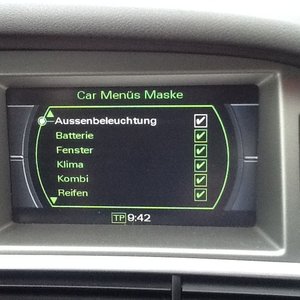 Car Menüs Maske
Aussenbeleuchtung
Batterie
Fenster
Klima
Kombi
Reifen
TP 9:42